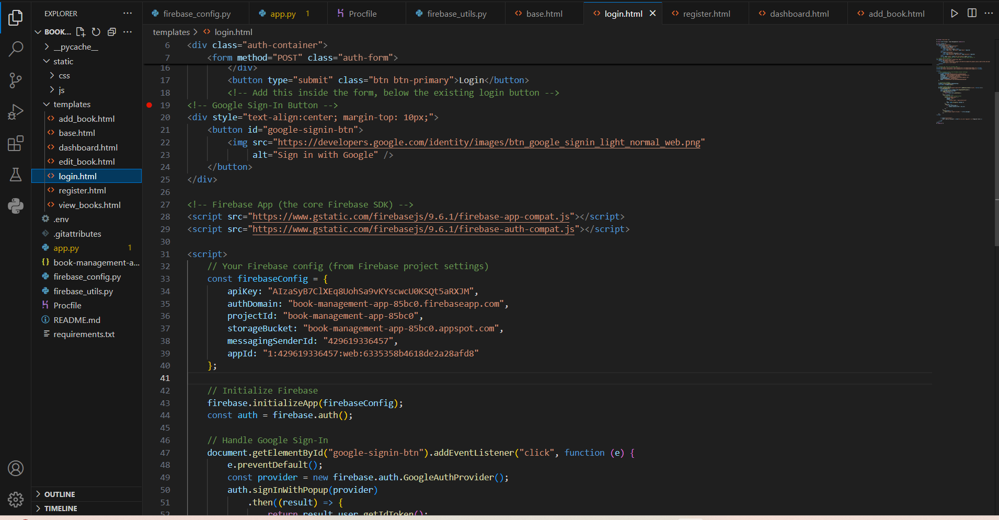 EXPLORER
firebase_config.py
app.py 1
Procfile
firebase_utils.py
base.html
login.html
register.html
dashboard.html
add_book.html
BOOK...
__pycache__
static
css
js
templates
add_book.html
base.html
dashboard.html
edit_book.html
login.html
register.html
view_books.html
.env
.gitattributes
app.py 1
book-management-a...
firebase_config.py
firebase_utils.py
Procfile
README.md
requirements.txt
OUTLINE
TIMELINE
templates > login.html
6 <div class="auth-container">
7 <form method="POST" class="auth-form">
16 </div>
17 <button type="submit" class="btn btn-primary">Login</button>
18 <!-- Add this inside the form, below the existing login button -->
19 <!-- Google Sign-In Button -->
20 <div style="text-align:center; margin-top: 10px;">
21 <button id="google-signin-btn">
22 <img src="https://developers.google.com/identity/images/btn_google_signin_light_normal_web.png"
23 alt="Sign in with Google" />
24 </button>
25 </div>
26
27 <!-- Firebase App (the core Firebase SDK) -->
28 <script src="https://www.gstatic.com/firebasejs/9.6.1/firebase-app-compat.js"></script>
29 <script src="https://www.gstatic.com/firebasejs/9.6.1/firebase-auth-compat.js"></script>
30
31 <script>
32 // Your Firebase config (from Firebase project settings)
33 const firebaseConfig = {
34 apiKey: "AIzaSyB7ClXEq8UohSa9vKYscwcU0KSQt5aRXJM",
35 authDomain: "book-management-app-85bc0.firebaseapp.com",
36 projectId: "book-management-app-85bc0",
37 storageBucket: "book-management-app-85bc0.appspot.com",
38 messagingSenderId: "429619336457",
39 appId: "1:429619336457:web:6335358b4618de2a28afd8"
40 };
41
42 // Initialize Firebase
43 firebase.initializeApp(firebaseConfig);
44 const auth = firebase.auth();
45
46 // Handle Google Sign-In
47 document.getElementById("google-signin-btn").addEventListener("click", function (e) {
48 e.preventDefault();
49 const provider = new firebase.auth.GoogleAuthProvider();
50 auth.signInWithPopup(provider)
51 .then((result) => {
52 return result.user.getIdToken();